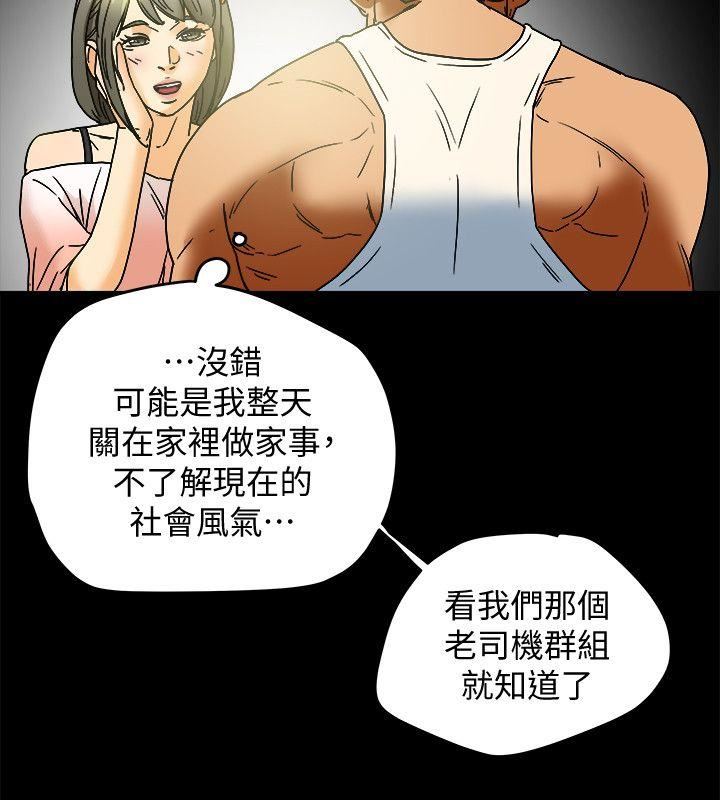 …沒錯
可能是我整天
關在家裡做家事，
不了解現在的
社會風氣…
看我們那個
老司機群組
就知道了